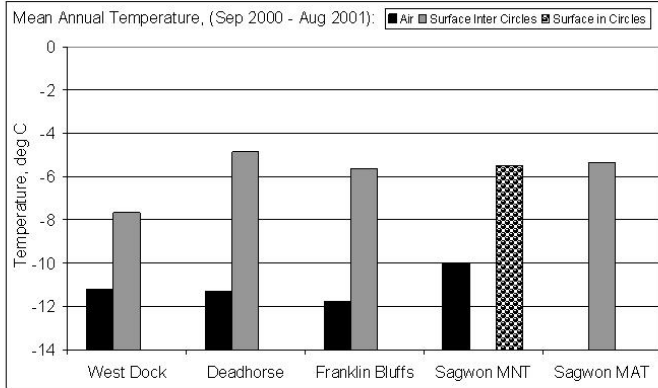 Mean Annual Temperature, (Sep 2000 - Aug 2001): Air Surface Inter Circles Surface in Circles
Temperature, deg C
0
-2
-4
-6
-8
-10
-12
-14
West Dock Deadhorse Franklin Bluffs Sagwon MNT Sagwon MAT